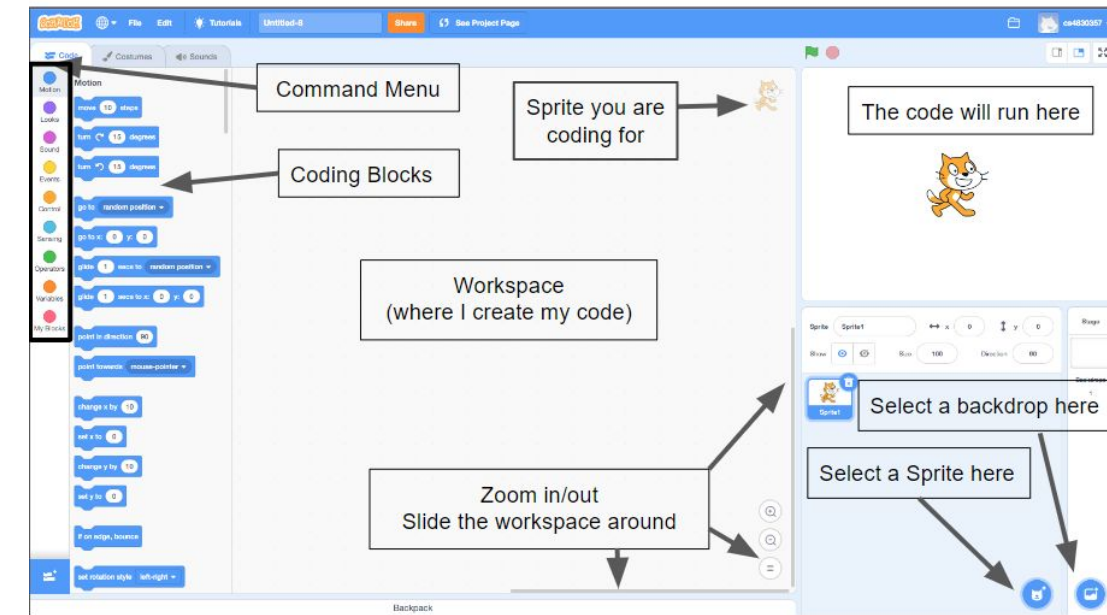 SCRATCH File Edit Tutorials Untitled-8 Share See Project Page cs4830357
Code Costumes Sounds
Motion
Looks
Sound
Events
Control
Sensing
Operators
Variables
My Blocks
Motion
move 10 steps
turn 15 degrees
turn 15 degrees
go to random position
go to x: 0 y: 0
glide 1 secs to random position
glide 1 secs to x: 0 y: 0
point in direction 90
point towards mouse-pointer
change x by 10
set x to 0
change y by 10
set y to 0
if on edge, bounce
set rotation style left-right
Command Menu
Sprite you are
coding for
Coding Blocks
Workspace
(where I create my code)
Zoom in/out
Slide the workspace around
Backpack
The code will run here
Sprite Sprite1 x 0 y 0
Show Size 100 Direction 90
Stage
Sprite1
Select a backdrop here
Select a Sprite here